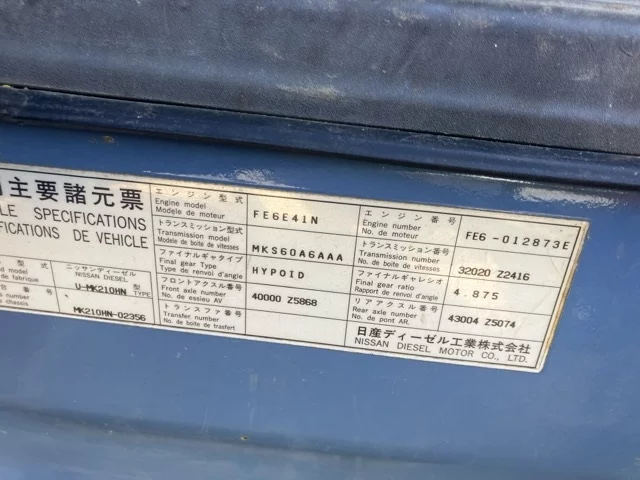 主要諸元票
LE SPECIFICATIONS
FICATIONS DE VEHICLE
de fabrique
ニッサンディーゼル
NISSAN DIESEL
U-MK210HN 型
TYPE
chassis
MK210HN-02356
エンジン型式
Engine model
Modele de moteur
FE6E41N
トランスミッション型式
Transmission model
Modele de boite de vitesses
MKS60A6AAA
ファイナルギヤタイプ
Final gear Type
Type de renvoi d'angle
HYPOID
フロントアクスル番号
Front axle number
No. de essieu AV
40000 Z5868
トランスファ番号
Transfer number
No. de boite de trasfert
エンジン番号
Engine number
No. de moteur
FE6-012873E
トランスミッション番号
Transmission number
No. de boite de vitesses
32020 Z2416
ファイナルギヤレシオ
Final gear ratio
Rapport de renvoi d'angle
4.875
リヤアクスル番号
Rear axle number
No. de pont AR.
43004 Z5074
日産ディーゼル工業株式会社
NISSAN DIESEL MOTOR CO., LTD.